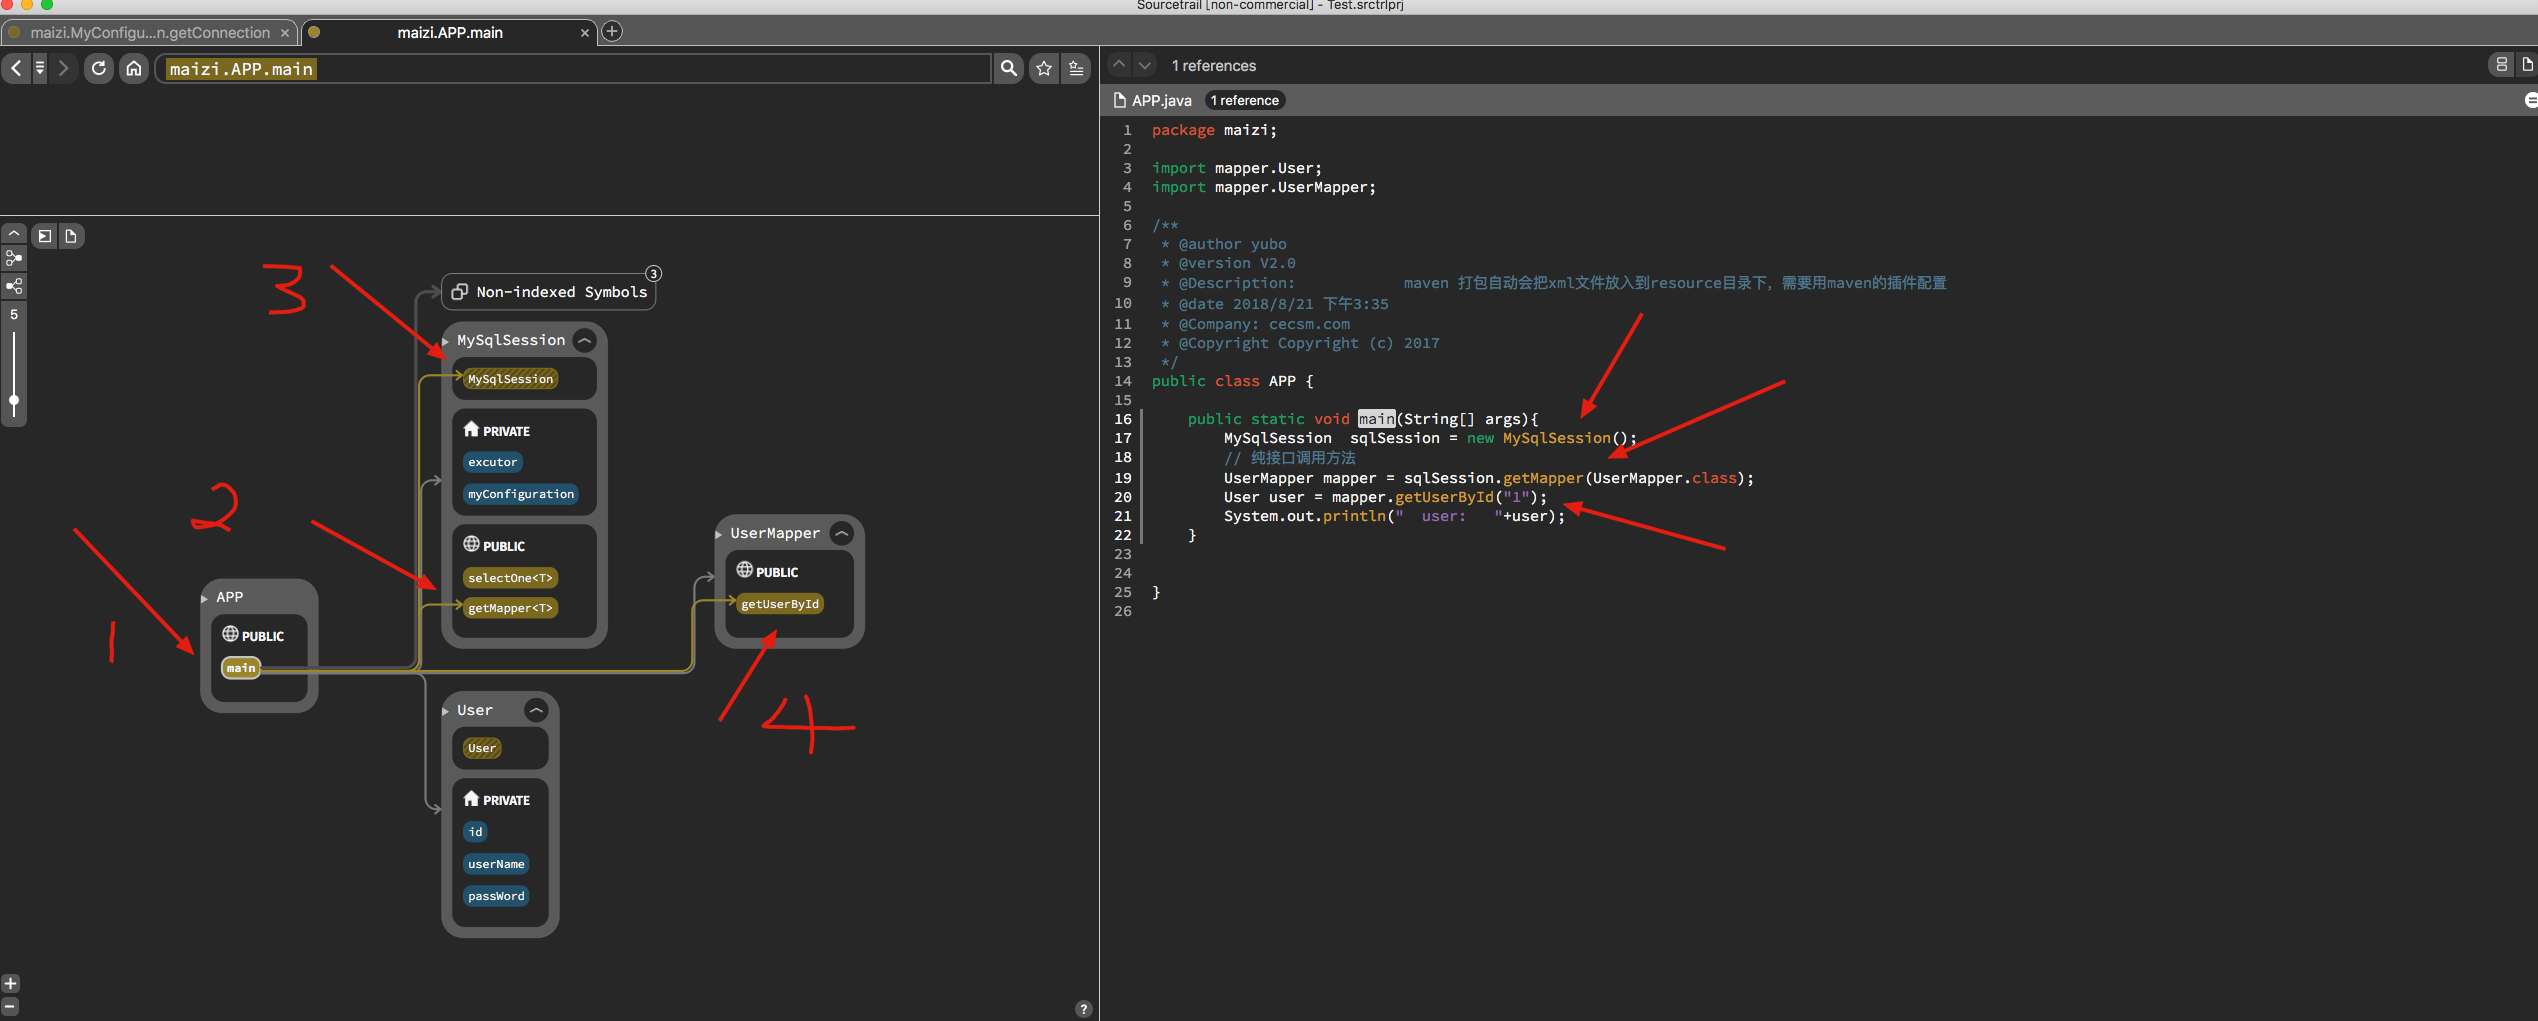 Sourcetrail [non-commercial] - Test.srctrlprj
maizi.MyConfigu...n.getConnection
maizi.APP.main
maizi.APP.main
1 references
APP.java 1 reference
5
3
Non-indexed Symbols
3
MySqlSession
MySqlSession
PRIVATE
excutor
myConfiguration
2
PUBLIC
selectOne<T>
getMapper<T>
UserMapper
PUBLIC
getUserById
1
APP
PUBLIC
main
4
User
User
PRIVATE
id
userName
passWord
?
1 package maizi;
2
3 import mapper.User;
4 import mapper.UserMapper;
5
6 /**
7  * @author yubo
8  * @version V2.0
9  * @Description:            maven 打包自动会把xml文件放入到resource目录下, 需要用maven的插件配置
10  * @date 2018/8/21 下午3:35
11  * @Company: cecsm.com
12  * @Copyright Copyright (c) 2017
13  */
14 public class APP {
15
16     public static void main(String[] args){
17         MySqlSession  sqlSession = new MySqlSession();
18         // 纯接口调用方法
19         UserMapper mapper = sqlSession.getMapper(UserMapper.class);
20         User user = mapper.getUserById("1");
21         System.out.println("  user:   "+user);
22     }
23
24
25 }
26